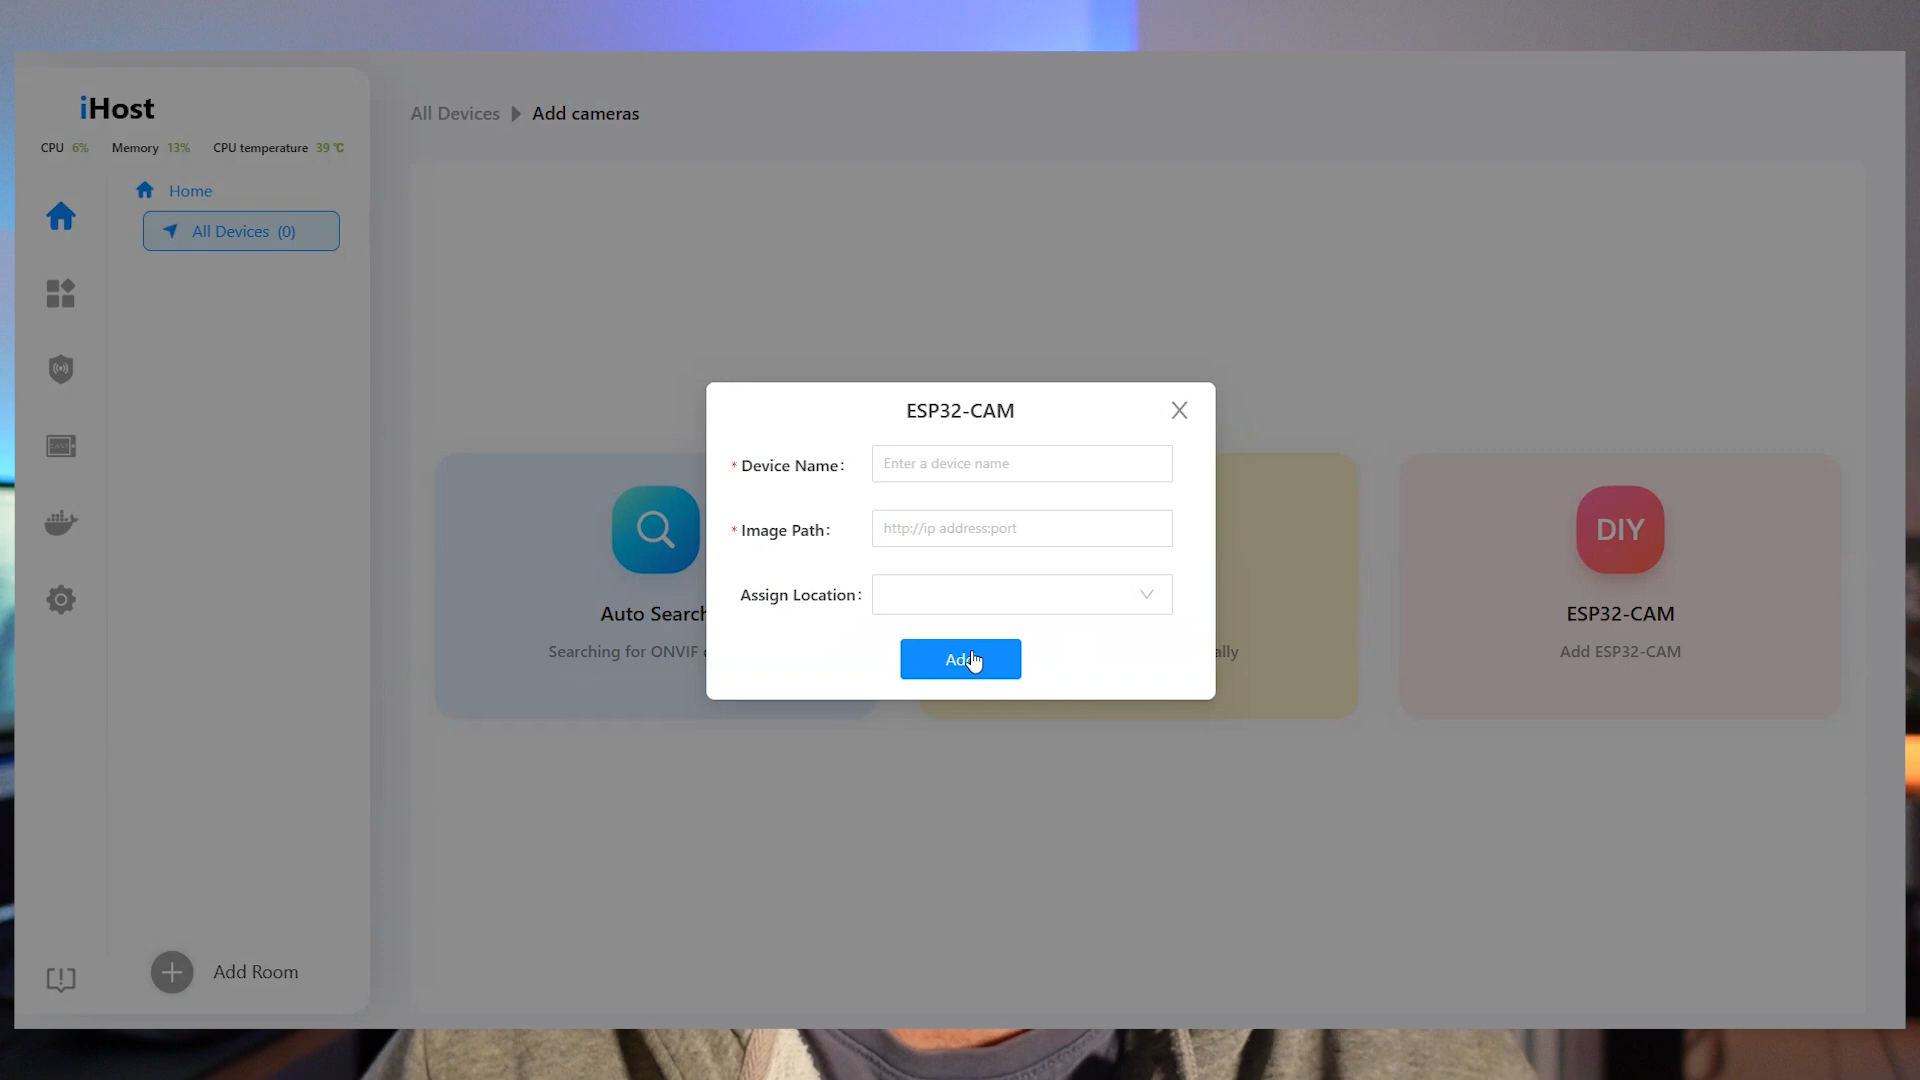 iHost
CPU 6% Memory 13% CPU temperature 39℃
Home
All Devices (0)
Add Room
All Devices Add cameras
ESP32-CAM
* Device Name: Enter a device name
* Image Path: http://ip address:port
Assign Location:
Auto Search
Searching for ONVIF
ally
DIY
ESP32-CAM
Add ESP32-CAM